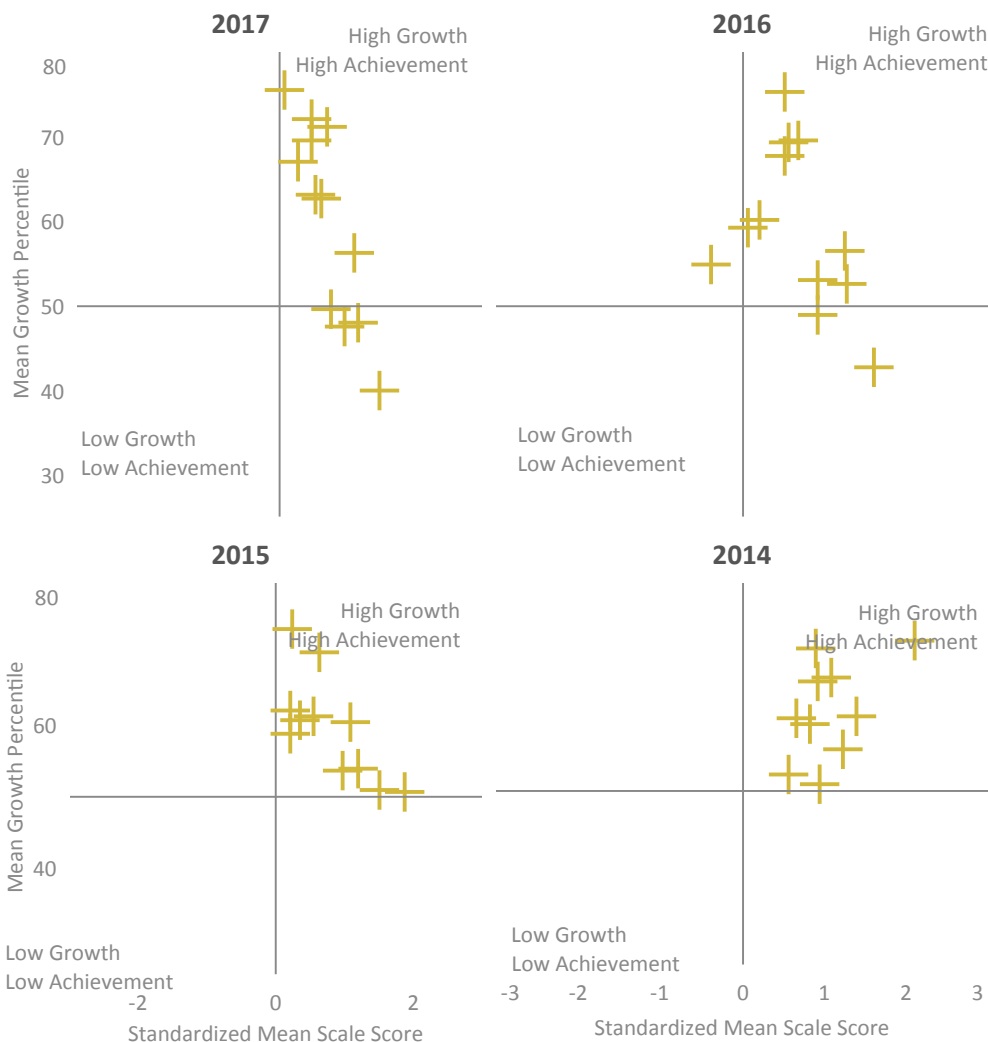 2017
High Growth
High Achievement
80
70
60
50
40
30
Mean Growth Percentile
Low Growth
Low Achievement
2016
High Growth
High Achievement
Low Growth
Low Achievement
2015
High Growth
High Achievement
80
60
40
Mean Growth Percentile
Low Growth
Low Achievement
-2
0
2
Standardized Mean Scale Score
2014
High Growth
High Achievement
Low Growth
Low Achievement
-3
-2
-1
0
1
2
3
Standardized Mean Scale Score